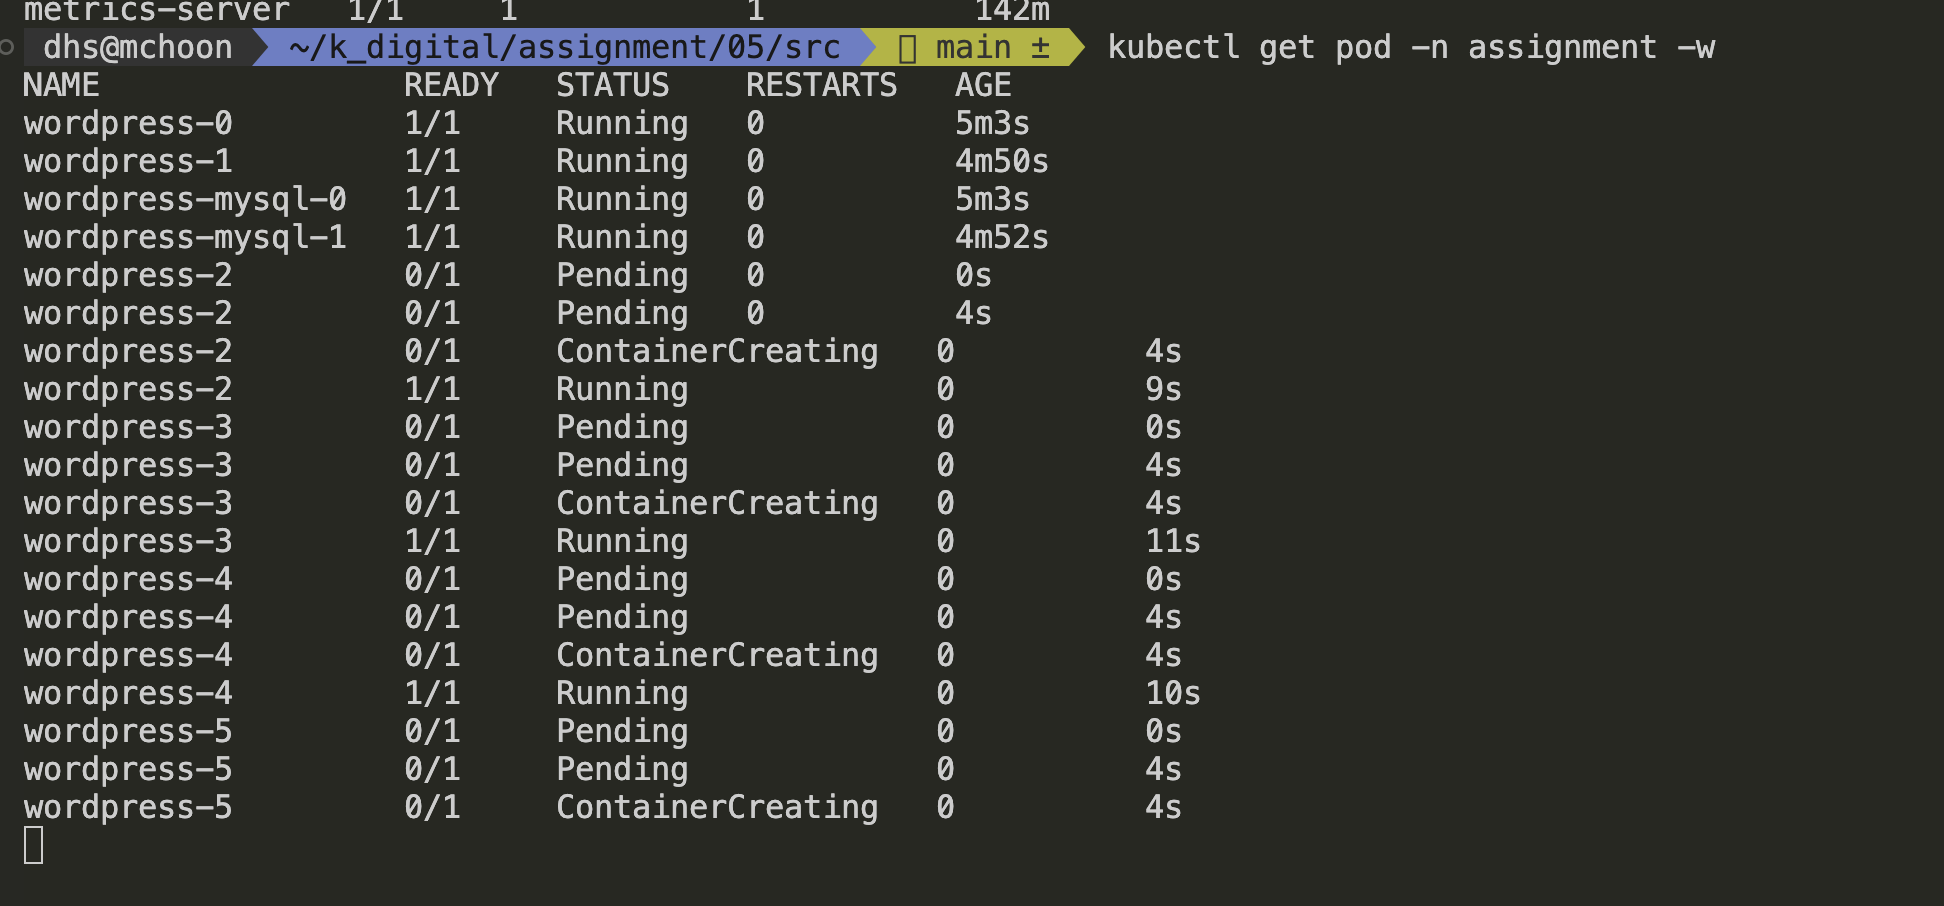 metrics-server 1/1 1 1 142m
dhs@mchoon ~/k_digital/assignment/05/src main ± kubectl get pod -n assignment -w
NAME READY STATUS RESTARTS AGE
wordpress-0 1/1 Running 0 5m3s
wordpress-1 1/1 Running 0 4m50s
wordpress-mysql-0 1/1 Running 0 5m3s
wordpress-mysql-1 1/1 Running 0 4m52s
wordpress-2 0/1 Pending 0 0s
wordpress-2 0/1 Pending 0 4s
wordpress-2 0/1 ContainerCreating 0 4s
wordpress-2 1/1 Running 0 9s
wordpress-3 0/1 Pending 0 0s
wordpress-3 0/1 Pending 0 4s
wordpress-3 0/1 ContainerCreating 0 4s
wordpress-3 1/1 Running 0 11s
wordpress-4 0/1 Pending 0 0s
wordpress-4 0/1 Pending 0 4s
wordpress-4 0/1 ContainerCreating 0 4s
wordpress-4 1/1 Running 0 10s
wordpress-5 0/1 Pending 0 0s
wordpress-5 0/1 Pending 0 4s
wordpress-5 0/1 ContainerCreating 0 4s